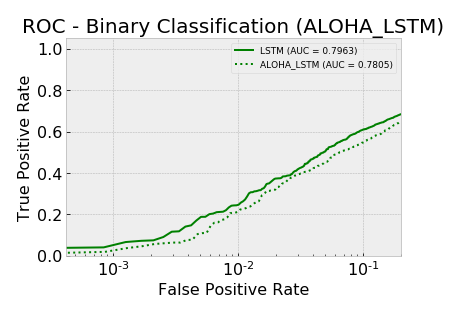 ROC - Binary Classification (ALOHA_LSTM)
LSTM (AUC = 0.7963)
ALOHA_LSTM (AUC = 0.7805)
True Positive Rate
1.0
0.8
0.6
0.4
0.2
0.0
10⁻³ 10⁻² 10⁻¹
False Positive Rate